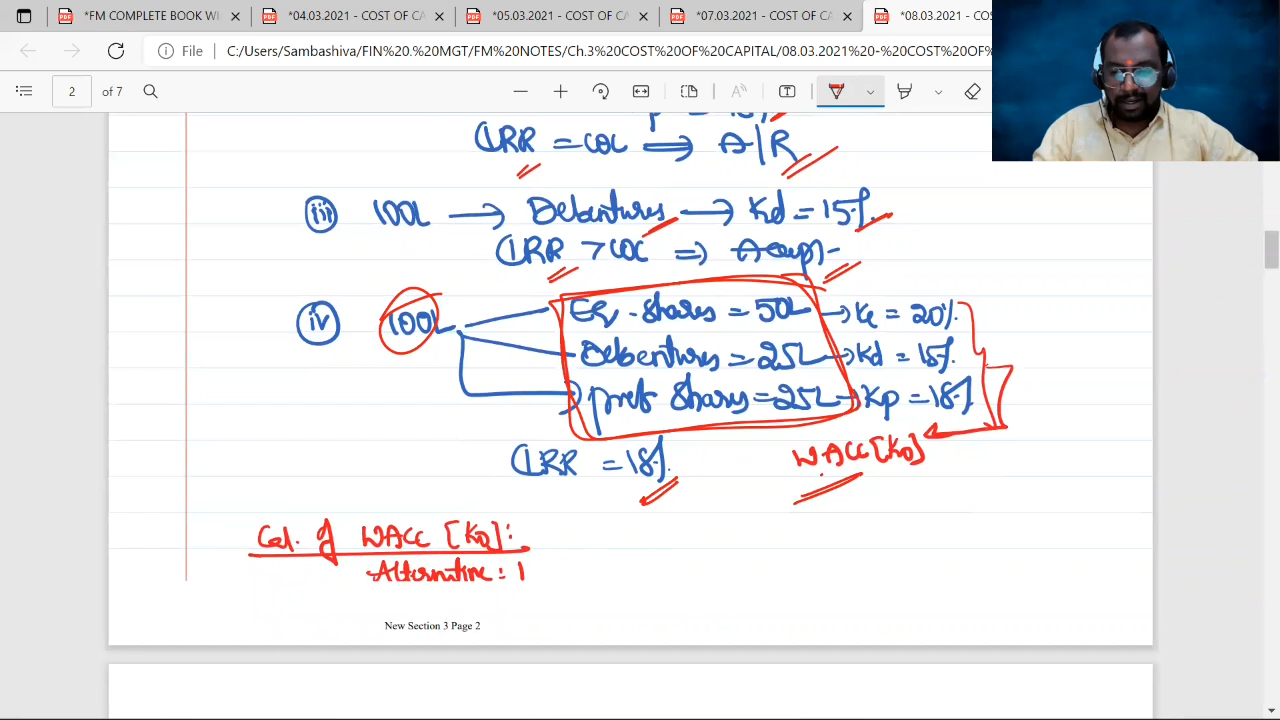 *FM COMPLETE BOOK WI
*04.03.2021 - COST OF CA
*05.03.2021 - COST OF CA
*07.03.2021 - COST OF CA
*08.03.2021 - COST OF
File
C:/Users/Sambashiva/FIN%20.%20MGT/FM%20NOTES/Ch.3%20COST%20OF%20CAPITAL/08.03.2021%20-%20COST%20OF%
2 of 7
IRR = COC ⟹ A/R
(iii) 100L → Debentures → Kd = 15%
IRR > COC ⇒ Accept
(iv) 100L
Eq. shares = 50L → Ke = 20%
Debentures = 25L → Kd = 15%
Pref. Shares = 25L → Kp = 18%
IRR = 18%
WACC [K0]
Cal. of WACC [K0]:
Alternative: 1
New Section 3 Page 2